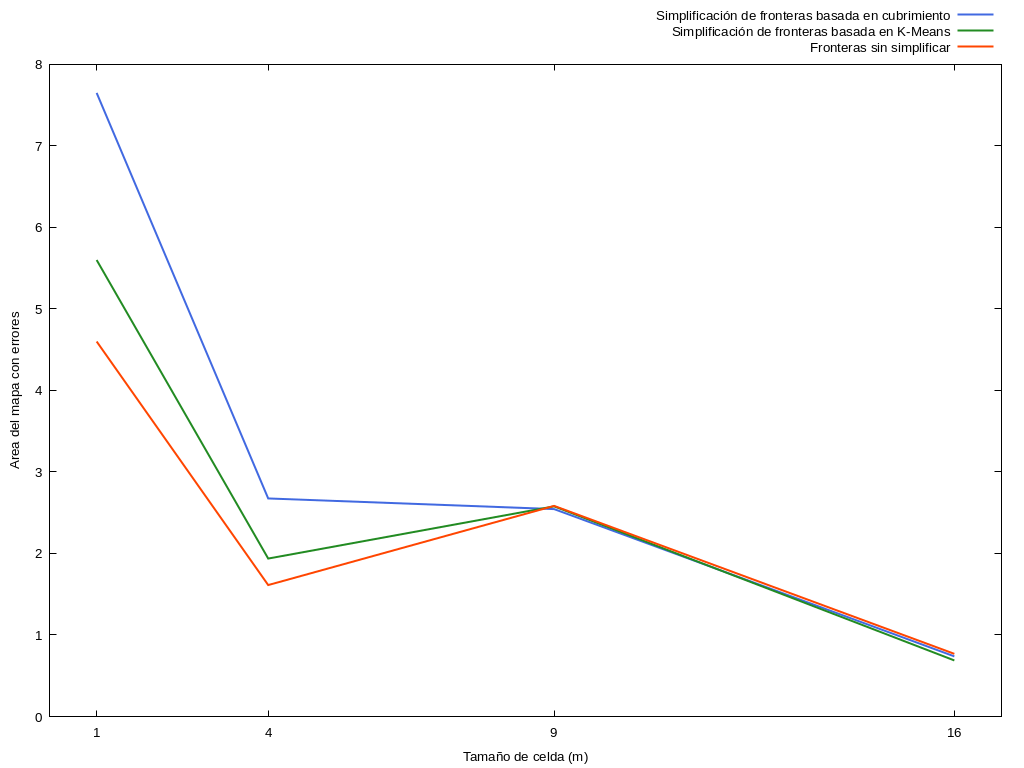 Simplificación de fronteras basada en cubrimiento
Simplificación de fronteras basada en K-Means
Fronteras sin simplificar
8
7
6
5
4
3
2
1
0
Area del mapa con errores
1 4 9 16
Tamaño de celda (m)